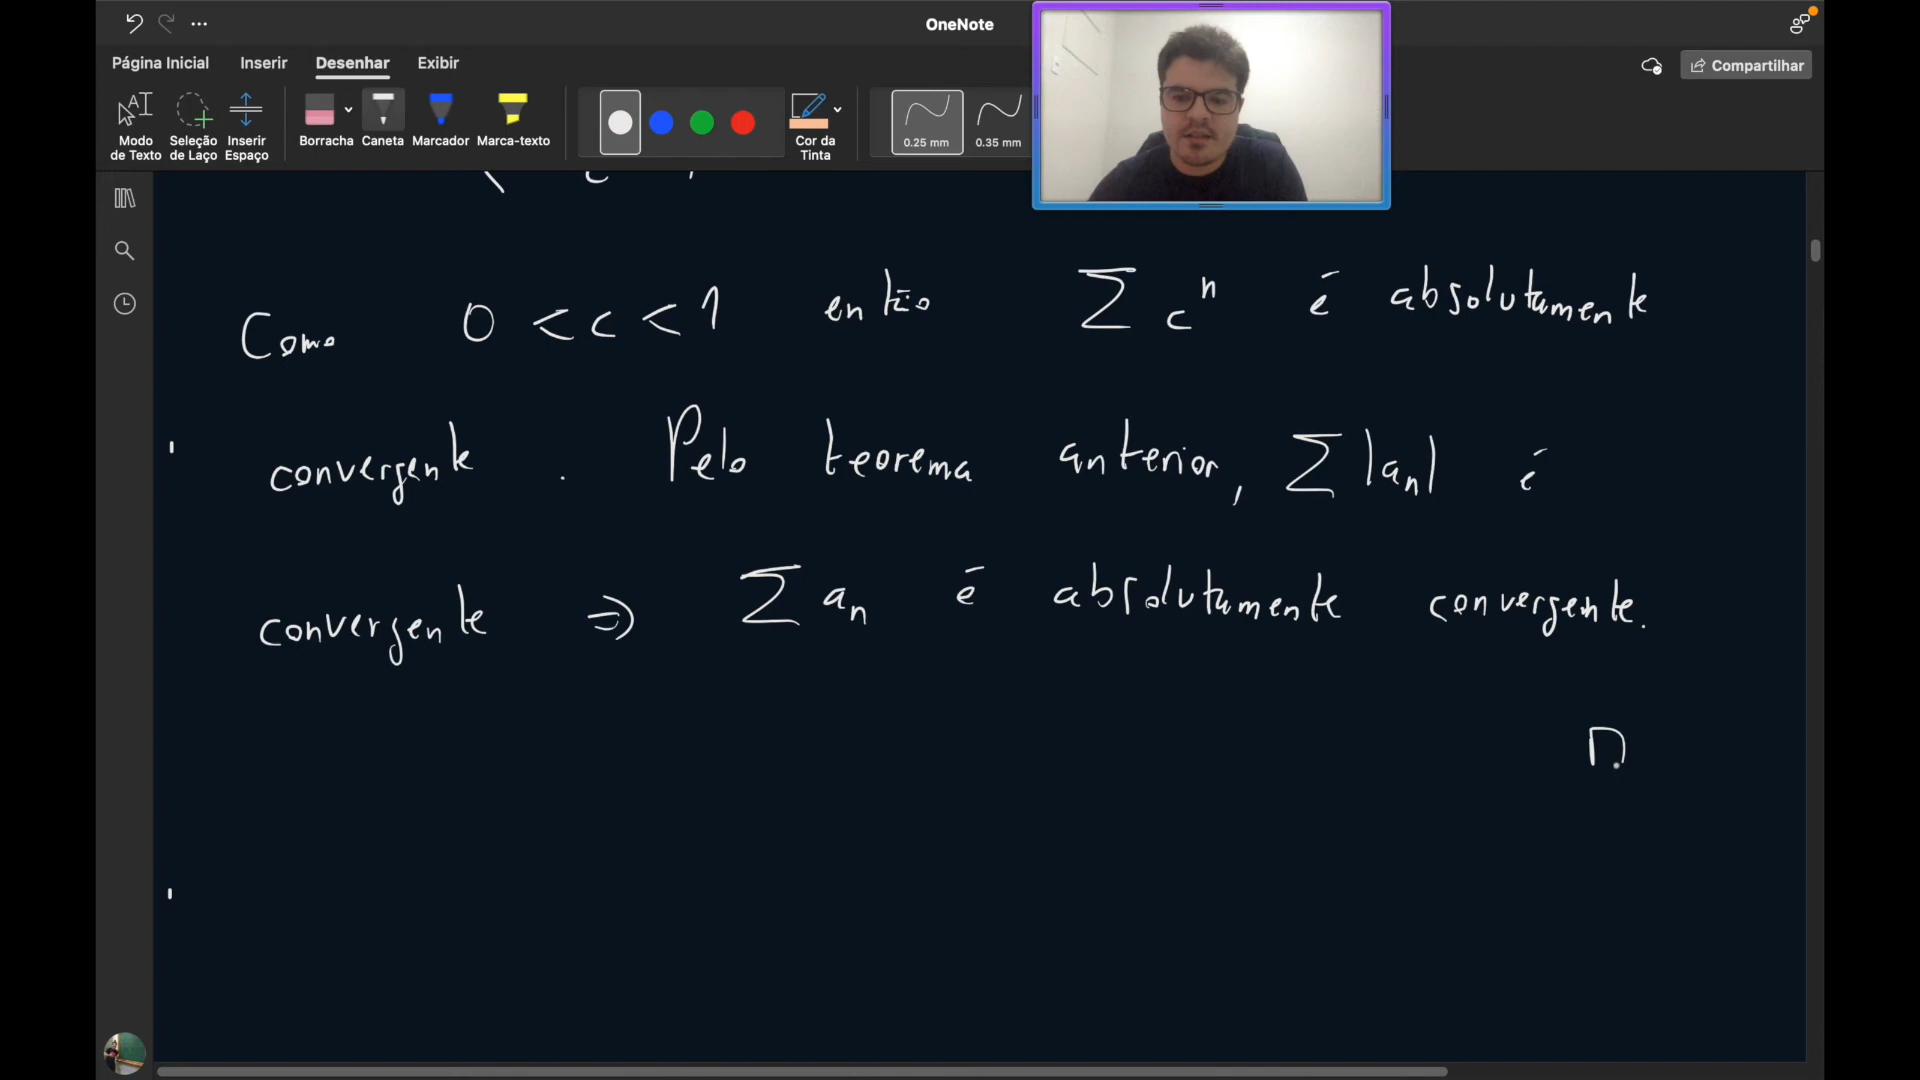 OneNote
Página Inicial Inserir Desenhar Exibir
Compartilhar
Modo de Texto Seleção de Laço Inserir Espaço Borracha Caneta Marcador Marca-texto Cor da Tinta 0.25 mm 0.35 mm
Como 0 < c < 1 então ∑ cⁿ é absolutamente
convergente . Pelo teorema anterior, ∑ |aₙ| é
convergente ⇒ ∑ aₙ é absolutamente convergente.